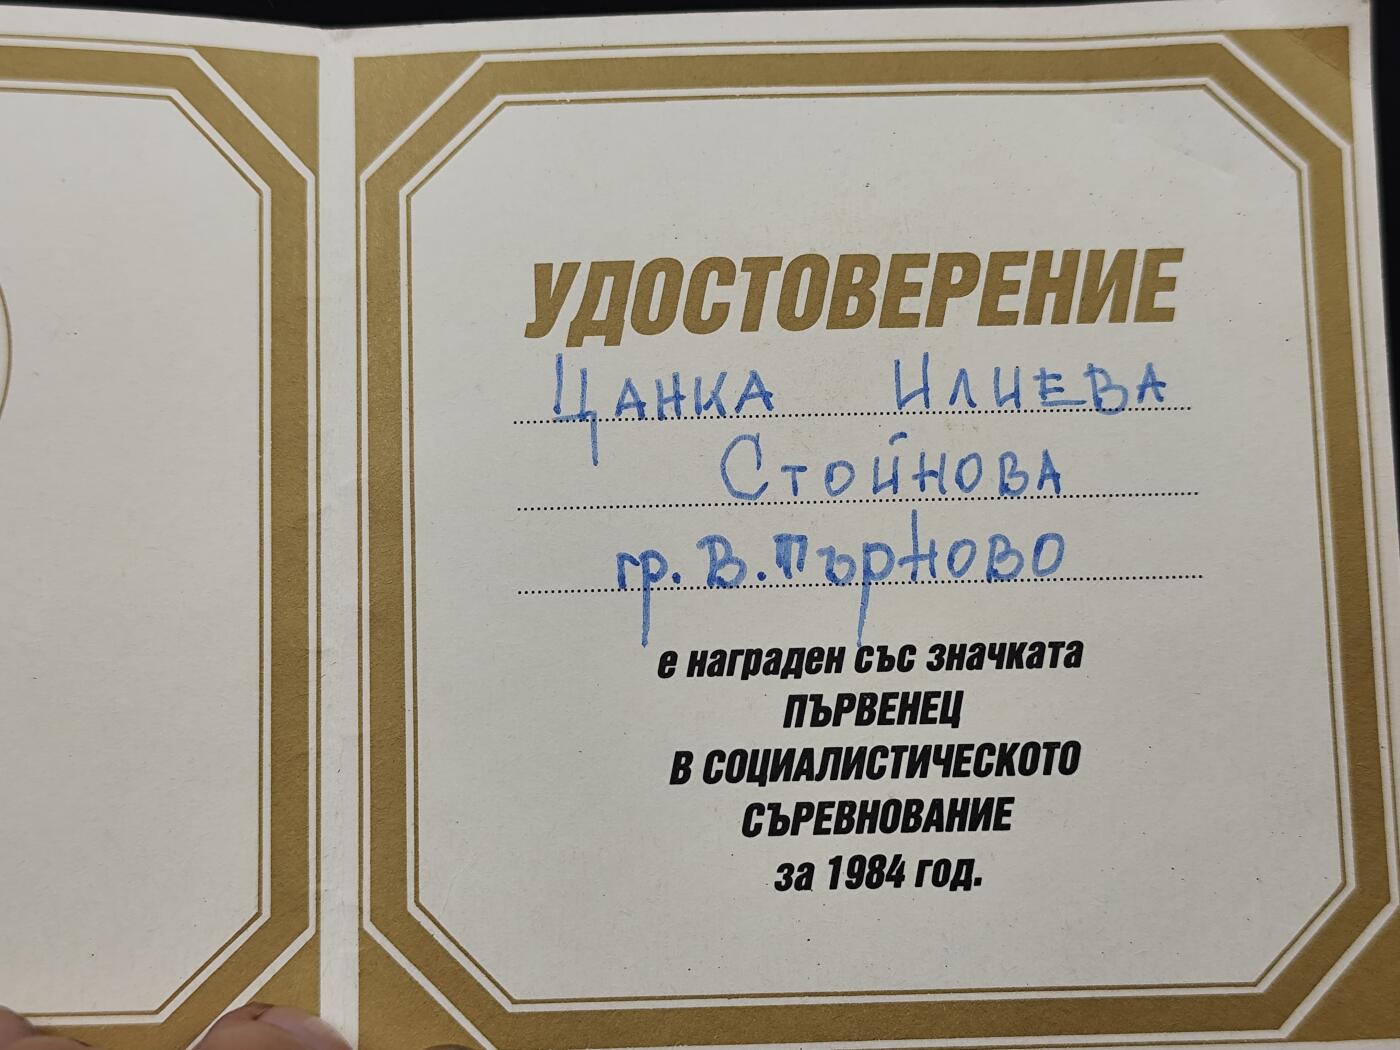 УДОСТОВЕРЕНИЕ
Цанка Илиева
Стойнова
гр. В. Търново
е награден със значката
ПЪРВЕНЕЦ
В СОЦИАЛИСТИЧЕСКОТО
СЪРЕВНОВАНИЕ
за 1984 год.